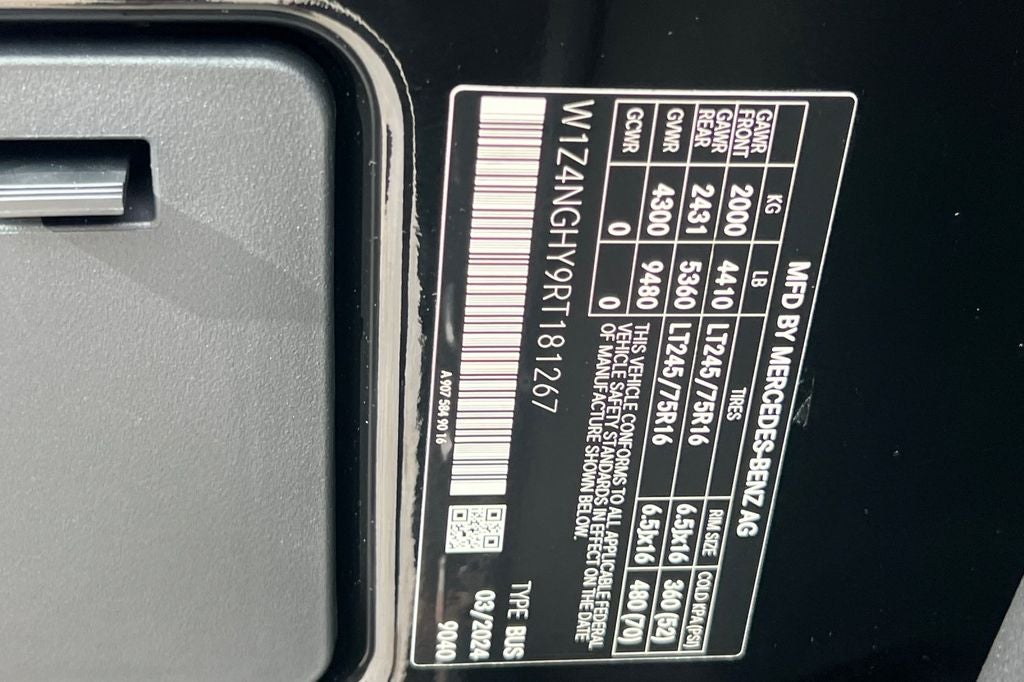 MFD BY MERCEDES-BENZ AG
KG LB TIRES RIM SIZE COLD KPA (PSI)
GAWR FRONT 2000 4410 LT245/75R16 6.5Jx16 360 (52)
GAWR REAR 2431 5360 LT245/75R16 6.5Jx16 480 (70)
GVWR 4300 9480
GCWR 0 0
THIS VEHICLE CONFORMS TO ALL APPLICABLE FEDERAL
VEHICLE SAFETY STANDARDS IN EFFECT ON THE DATE
OF MANUFACTURE SHOWN BELOW.
W1Z4NGHY9RT181267
TYPE BUS
03/2024
9040
A 907 584 90 16